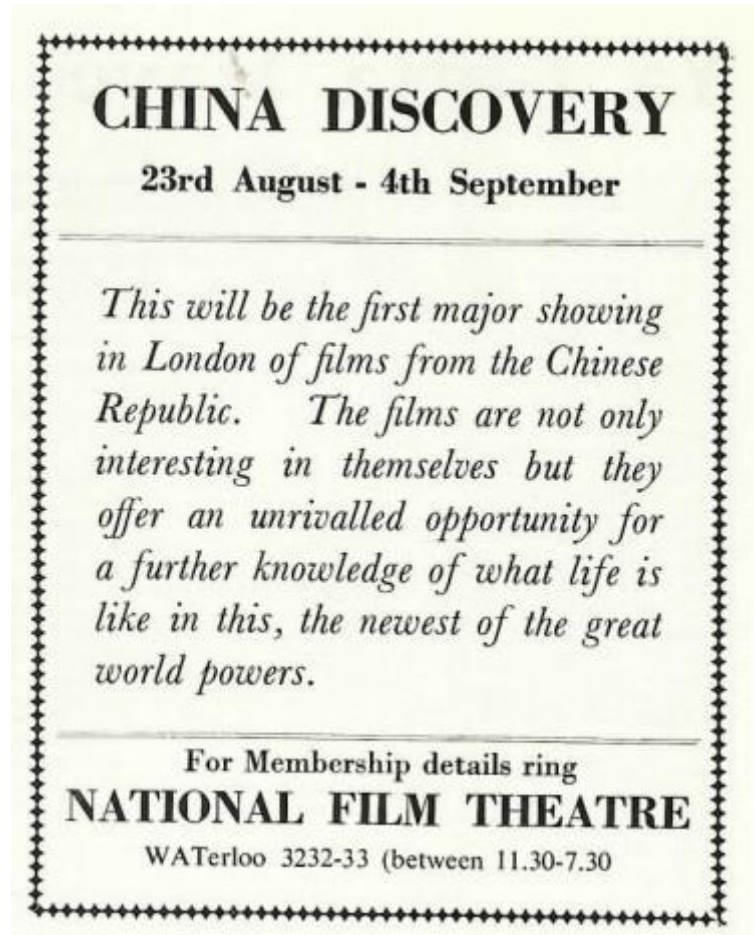 CHINA DISCOVERY
23rd August - 4th September
This will be the first major showing
in London of films from the Chinese
Republic. The films are not only
interesting in themselves but they
offer an unrivalled opportunity for
a further knowledge of what life is
like in this, the newest of the great
world powers.
For Membership details ring
NATIONAL FILM THEATRE
WATerloo 3232-33 (between 11.30-7.30